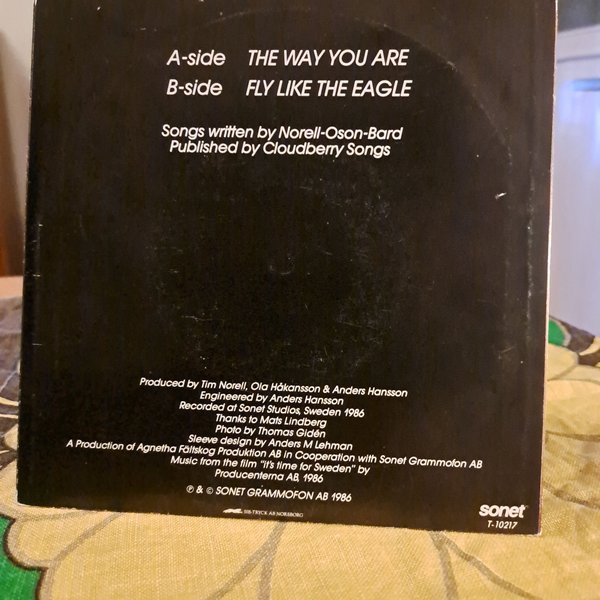 A-side THE WAY YOU ARE
B-side FLY LIKE THE EAGLE
Songs written by Norell-Oson-Bard
Published by Cloudberry Songs
Produced by Tim Norell, Ola Håkansson & Anders Hansson
Engineered by Anders Hansson
Recorded at Sonet Studios, Sweden 1986
Thanks to Mats Lindberg
Photo by Thomas Gidén
Sleeve design by Anders M Lehman
A Production of Agnetha Fältskog Produktion AB in Cooperation with Sonet Grammofon AB
Music from the film "it's time for Sweden" by
Producenterna AB, 1986
℗ & © SONET GRAMMOFON AB 1986
sonet
T-10217
SIB-TRYCK AB NORSBORG